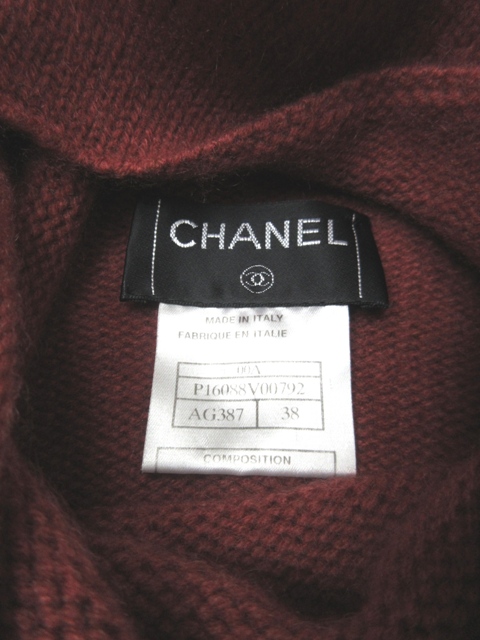 CHANEL
MADE IN ITALY
FABRIQUE EN ITALIE
00A
P16088V00792
AG387 38
COMPOSITION